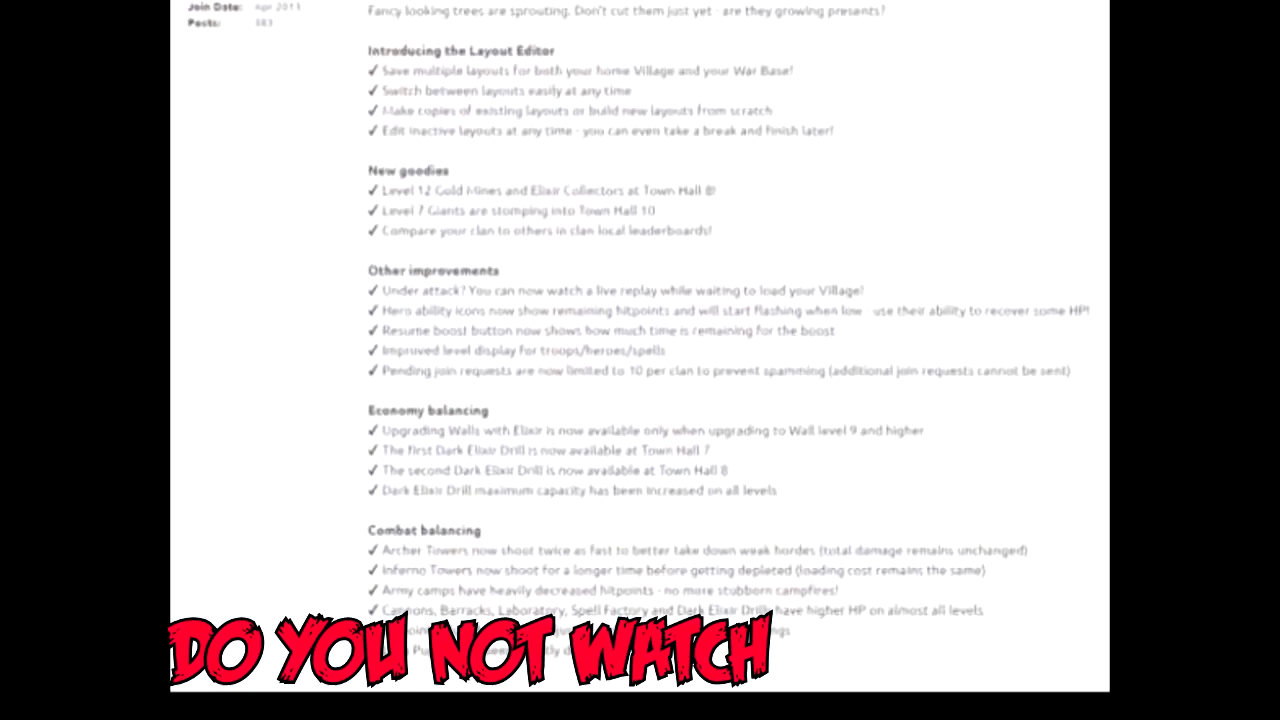 Join Date: Apr 2011
Fancy looking trees are sprouting. Don't cut them just yet - are they growing presents?
Posts: 583
Introducing the Layout Editor
✓ Save multiple layouts for both your home Village and your War Base!
✓ Switch between layouts easily at any time
✓ Make copies of existing layouts or build new layouts from scratch
✓ Edit inactive layouts at any time - you can even take a break and finish later!
New goodies
✓ Level 12 Gold Mines and Elixir Collectors at Town Hall 8!
✓ Level 7 Giants are stomping into Town Hall 10
✓ Compare your clan to others in clan local leaderboards!
Other improvements
✓ Under attack? You can now watch a live replay while waiting to load your Village!
✓ Hero ability icons now show remaining hitpoints and will start flashing when low - use their ability to recover some HP!
✓ Resume boost button now shows how much time is remaining for the boost
✓ Improved level display for troops/heroes/spells
✓ Pending join requests are now limited to 10 per clan to prevent spamming (additional join requests cannot be sent)
Economy balancing
✓ Upgrading Walls with Elixir is now available only when upgrading to Wall level 9 and higher
✓ The first Dark Elixir Drill is now available at Town Hall 7
✓ The second Dark Elixir Drill is now available at Town Hall 8
✓ Dark Elixir Drill maximum capacity has been increased on all levels
Combat balancing
✓ Archer Towers now shoot twice as fast to better take down weak hordes (total damage remains unchanged)
✓ Inferno Towers now shoot for a longer time before getting depleted (loading cost remains the same)
✓ Army camps have heavily decreased hitpoints - no more stubborn campfires!
✓ Cannons, Barracks, Laboratory, Spell Factory and Dark Elixir Drills have higher HP on almost all levels
DO YOU NOT WATCH